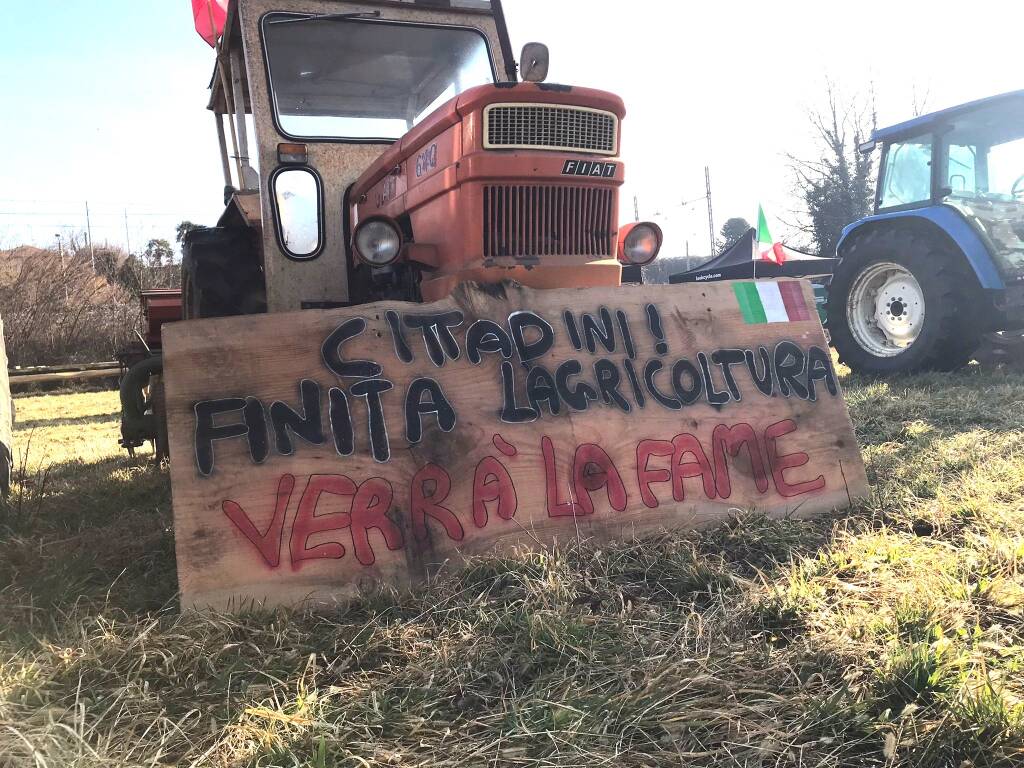 FIAT
640
CITTADINI!
FINITA LAGRICOLTURA
VERRÀ LA FAME